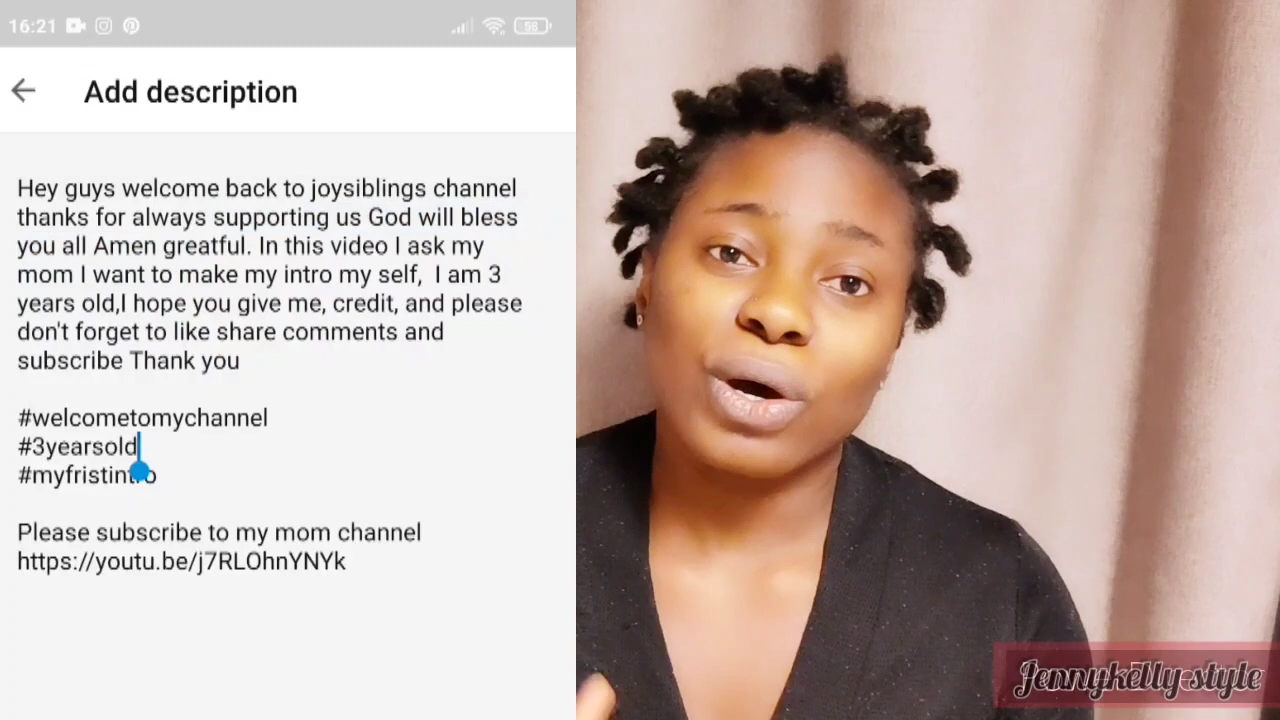 16:21
58
Add description
Hey guys welcome back to joysiblings channel
thanks for always supporting us God will bless
you all Amen greatful. In this video I ask my
mom I want to make my intro my self,  I am 3
years old,I hope you give me, credit, and please
don't forget to like share comments and
subscribe Thank you
#welcometomychannel
#3yearsold
#myfristintro
Please subscribe to my mom channel
https://youtu.be/j7RLOhnYNYk
Jennykelly-style